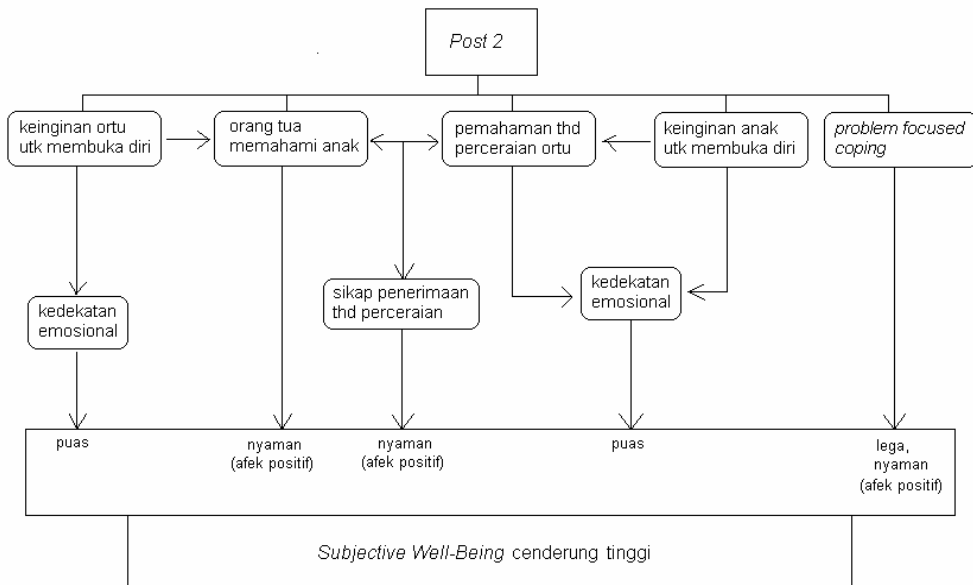 Post 2
keinginan ortu
utk membuka diri
orang tua
memahami anak
pemahaman thd
perceraian ortu
keinginan anak
utk membuka diri
problem focused
coping
kedekatan
emosional
sikap penerimaan
thd perceraian
kedekatan
emosional
puas
nyaman
(afek positif)
nyaman
(afek positif)
puas
lega,
nyaman
(afek positif)
Subjective Well-Being cenderung tinggi